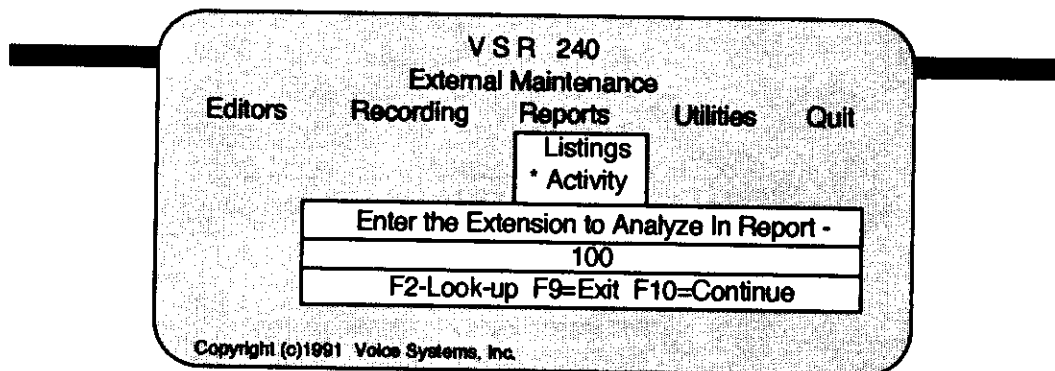 V S R 240
External Maintenance
Editors Recording Reports Utilities Quit
Listings
* Activity
Enter the Extension to Analyze In Report -
100
F2-Look-up F9=Exit F10=Continue
Copyright (c)1991 Voice Systems, Inc.